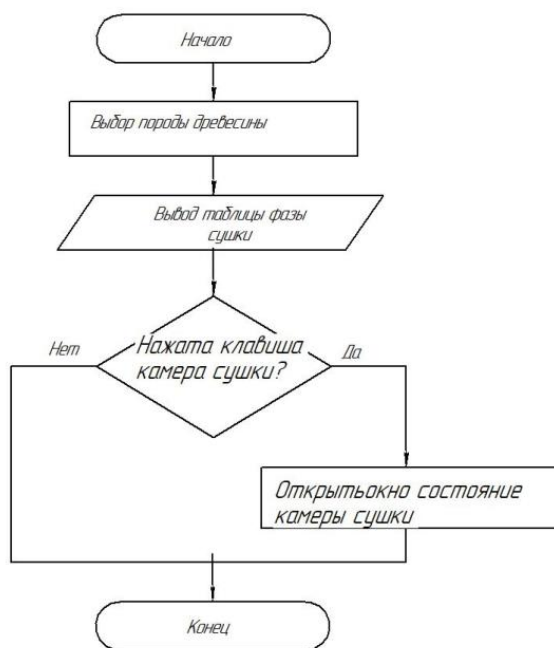 Начало
Выбор породы древесины
Вывод таблицы фазы
сушки
Нажата клавиша
камера сушки?
Нет
Да
Открытьокно состояние
камеры сушки
Конец